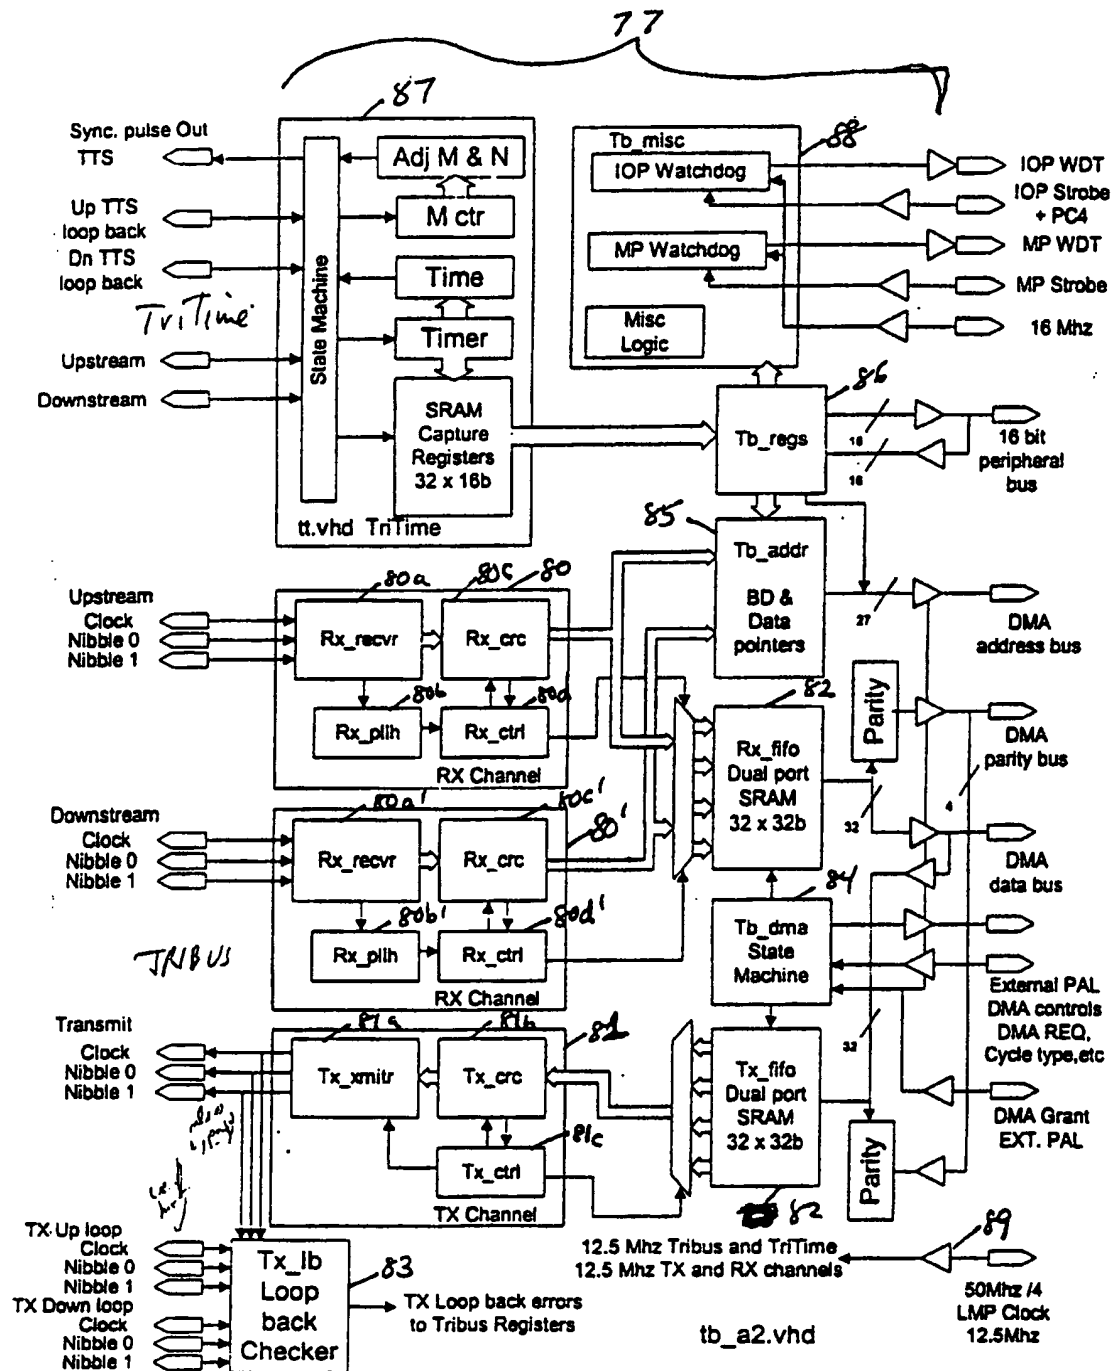 77
87
Sync. pulse Out
TTS
Up TTS
loop back
Dn TTS
loop back
TriTime
Upstream
Downstream
State Machine
Adj M & N
M ctr
Time
Timer
SRAM
Capture
Registers
32 x 16b
tt.vhd TriTime
88
Tb_misc
IOP Watchdog
MP Watchdog
Misc
Logic
IOP WDT
IOP Strobe
+ PC4
MP WDT
MP Strobe
16 Mhz
86
Tb_regs
16
16
16 bit
peripheral
bus
85
Tb_addr
BD &
Data
pointers
27
DMA
address bus
Upstream
Clock
Nibble 0
Nibble 1
80a
80c
80
Rx_recvr
Rx_crc
80b
80d
Rx_pllh
Rx_ctrl
RX Channel
82
Rx_fifo
Dual port
SRAM
32 x 32b
Parity
DMA
parity bus
4
32
DMA
data bus
Downstream
Clock
Nibble 0
Nibble 1
80a'
80c'
80'
Rx_recvr
Rx_crc
80b'
80d'
Rx_pllh
Rx_ctrl
RX Channel
TRIBUS
84
Tb_dma
State
Machine
External PAL
DMA controls
DMA REQ,
Cycle type,etc
32
Transmit
Clock
Nibble 0
Nibble 1
81a
81b
81
Tx_xmitr
Tx_crc
81c
Tx_ctrl
TX Channel
Tx_fifo
Dual port
SRAM
32 x 32b
82
Parity
DMA Grant
EXT. PAL
TX Up loop
Clock
Nibble 0
Nibble 1
TX Down loop
Clock
Nibble 0
Nibble 1
Tx_lb
Loop
back
Checker
83
TX Loop back errors
to Tribus Registers
12.5 Mhz Tribus and TriTime
12.5 Mhz TX and RX channels
89
50Mhz /4
LMP Clock
12.5Mhz
tb_a2.vhd